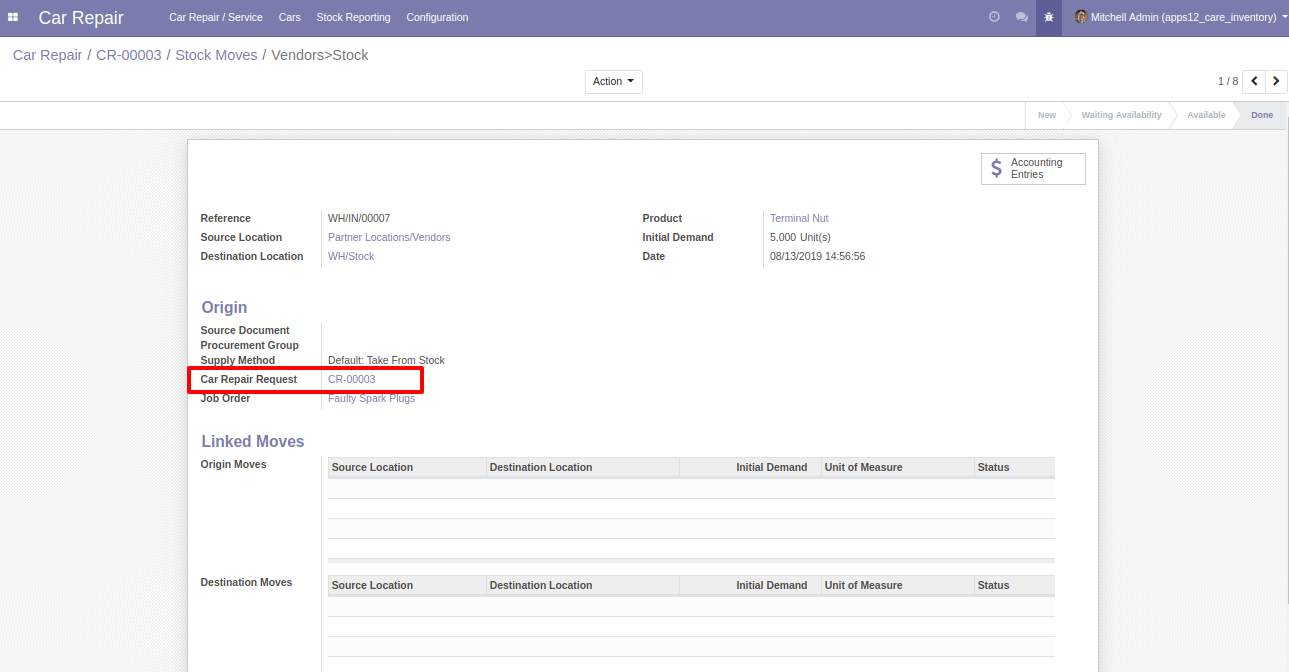 Car Repair Car Repair / Service Cars Stock Reporting Configuration Mitchell Admin (apps12_care_inventory)
Car Repair / CR-00003 / Stock Moves / Vendors>Stock
Action 1 / 8
New Waiting Availability Available Done
$ Accounting
Entries
Reference WH/IN/00007 Product Terminal Nut
Source Location Partner Locations/Vendors Initial Demand 5.000 Unit(s)
Destination Location WH/Stock Date 08/13/2019 14:56:56
Origin
Source Document
Procurement Group
Supply Method Default: Take From Stock
Car Repair Request CR-00003
Job Order Faulty Spark Plugs
Linked Moves
Origin Moves Source Location Destination Location Initial Demand Unit of Measure Status
Destination Moves Source Location Destination Location Initial Demand Unit of Measure Status